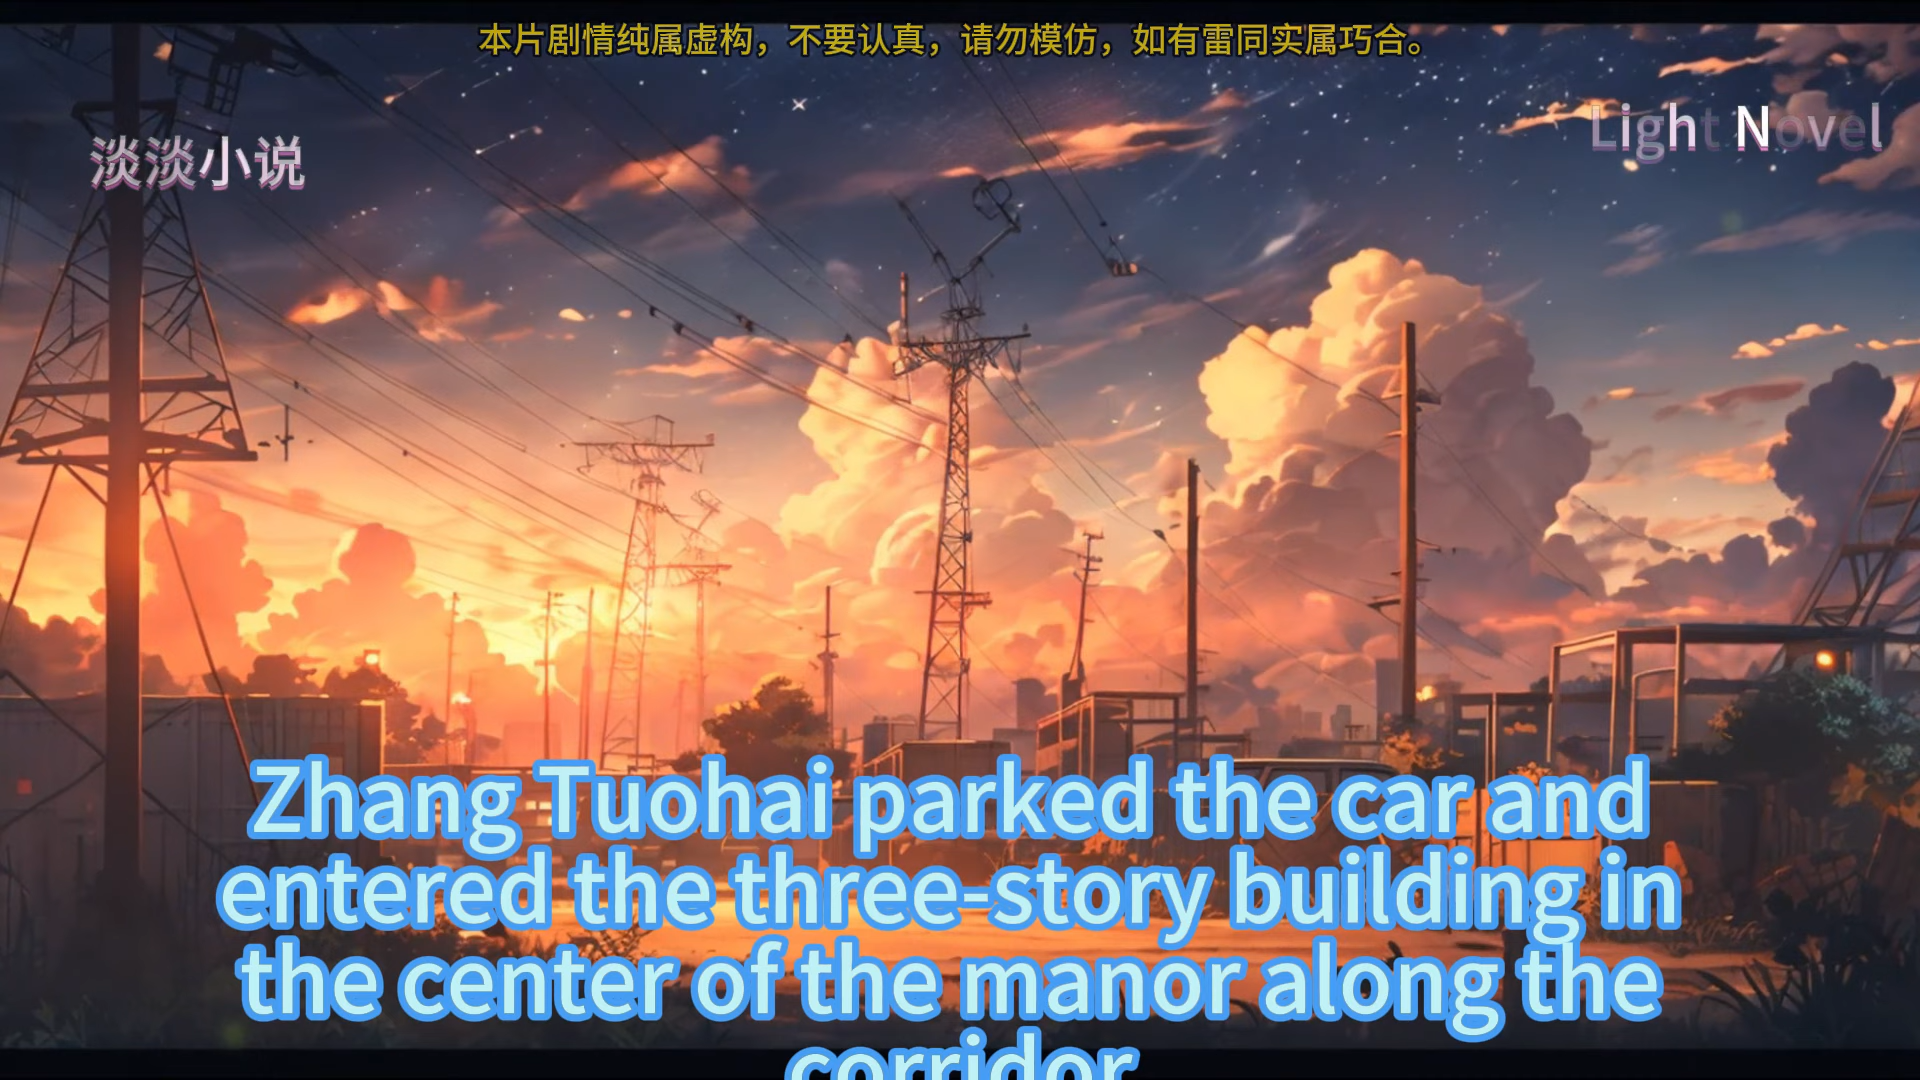 本片剧情纯属虚构，不要认真，请勿模仿，如有雷同实属巧合。
淡淡小说
Light Novel
Zhang Tuohai parked the car and
entered the three-story building in
the center of the manor along the
corridor